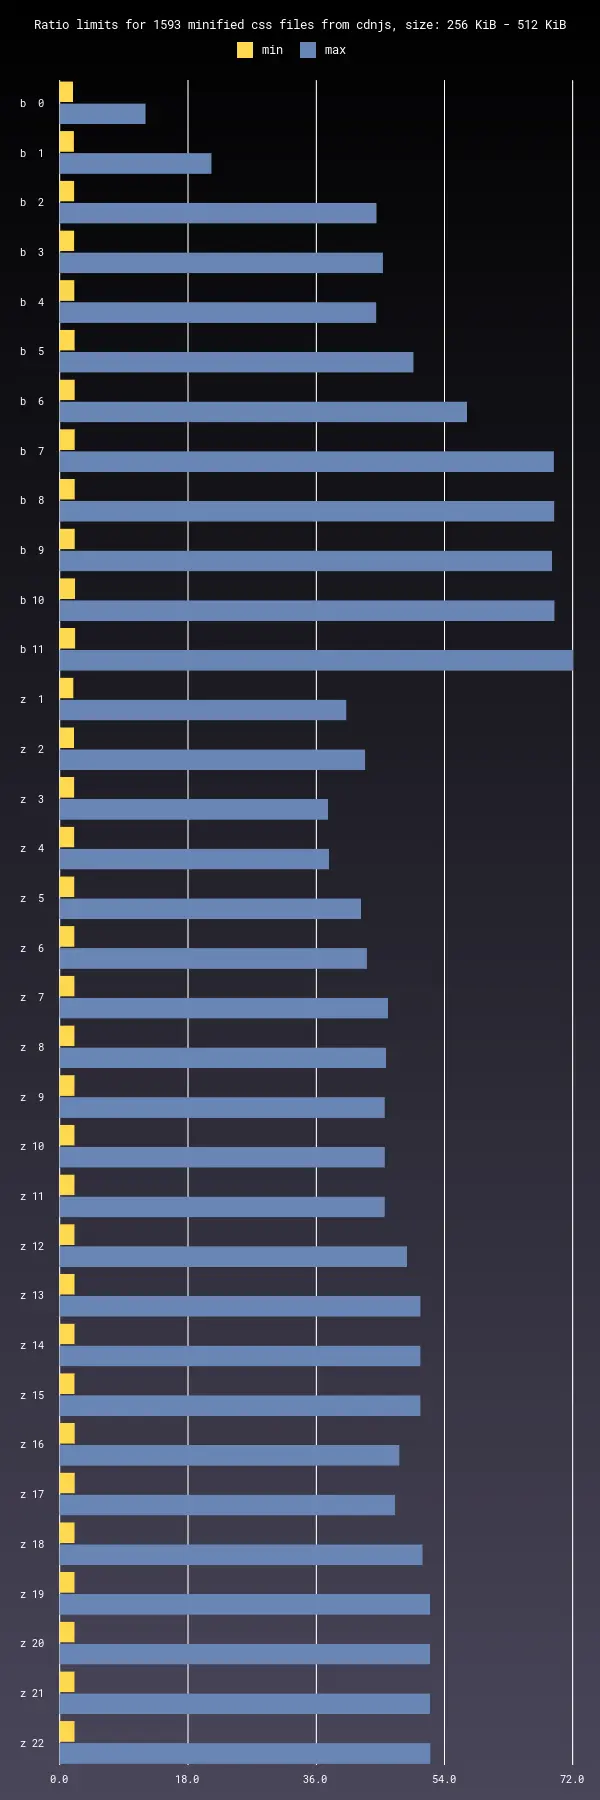 Ratio limits for 1593 minified css files from cdnjs, size: 256 KiB - 512 KiB
min max
b 0
b 1
b 2
b 3
b 4
b 5
b 6
b 7
b 8
b 9
b 10
b 11
z 1
z 2
z 3
z 4
z 5
z 6
z 7
z 8
z 9
z 10
z 11
z 12
z 13
z 14
z 15
z 16
z 17
z 18
z 19
z 20
z 21
z 22
0.0 18.0 36.0 54.0 72.0